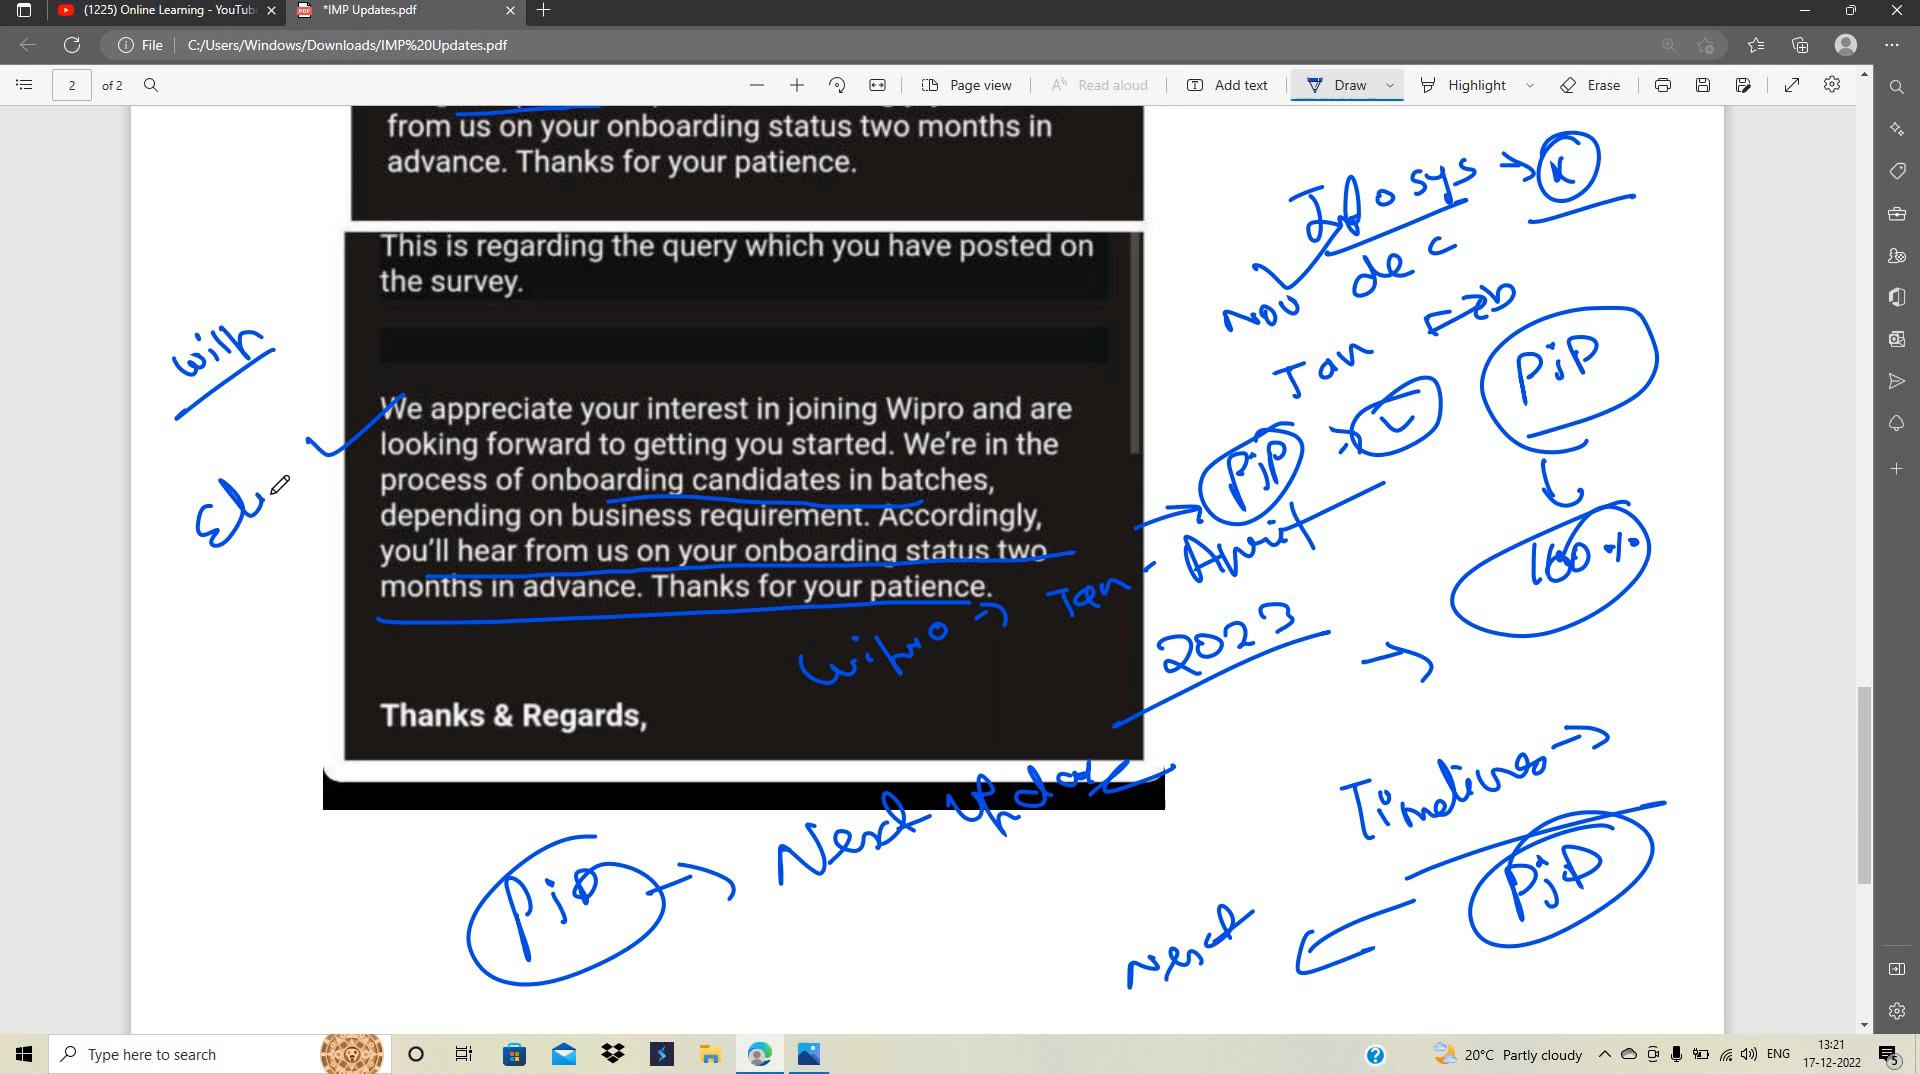 (1225) Online Learning - YouTub
*IMP Updates.pdf
File
C:/Users/Windows/Downloads/IMP%20Updates.pdf
2
of 2
Page view
Read aloud
Add text
Draw
Highlight
Erase
from us on your onboarding status two months in
advance. Thanks for your patience.
This is regarding the query which you have posted on
the survey.
We appreciate your interest in joining Wipro and are
looking forward to getting you started. We're in the
process of onboarding candidates in batches,
depending on business requirement. Accordingly,
you'll hear from us on your onboarding status two
months in advance. Thanks for your patience.
Thanks & Regards,
Infosys
x
Nov
dec
Jan
PjP
PjP
100 %
Wipro
Jan - April
2023
Timelines
PjP
PjP
Next Update
Next
Type here to search
20°C Partly cloudy
ENG
13:21
17-12-2022
5